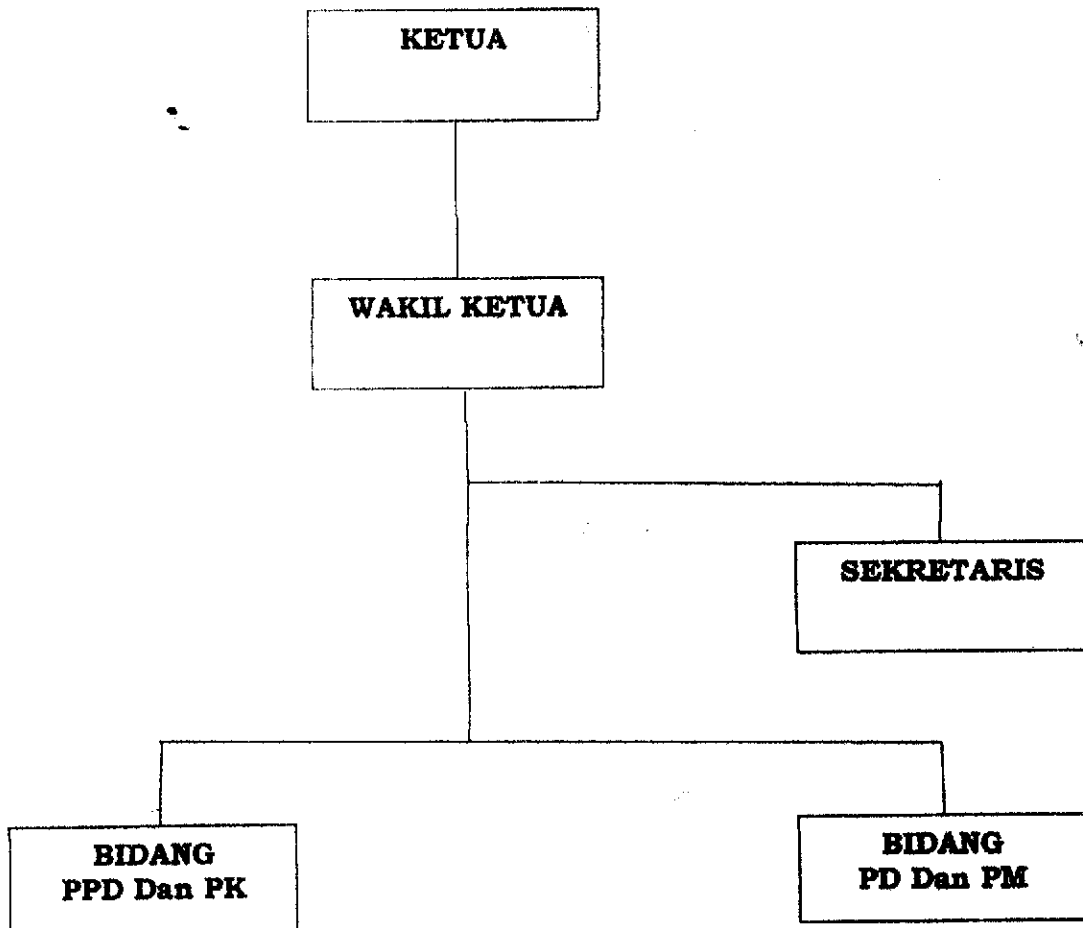 KETUA
WAKIL KETUA
SEKRETARIS
BIDANG
PPD Dan PK
BIDANG
PD Dan PM